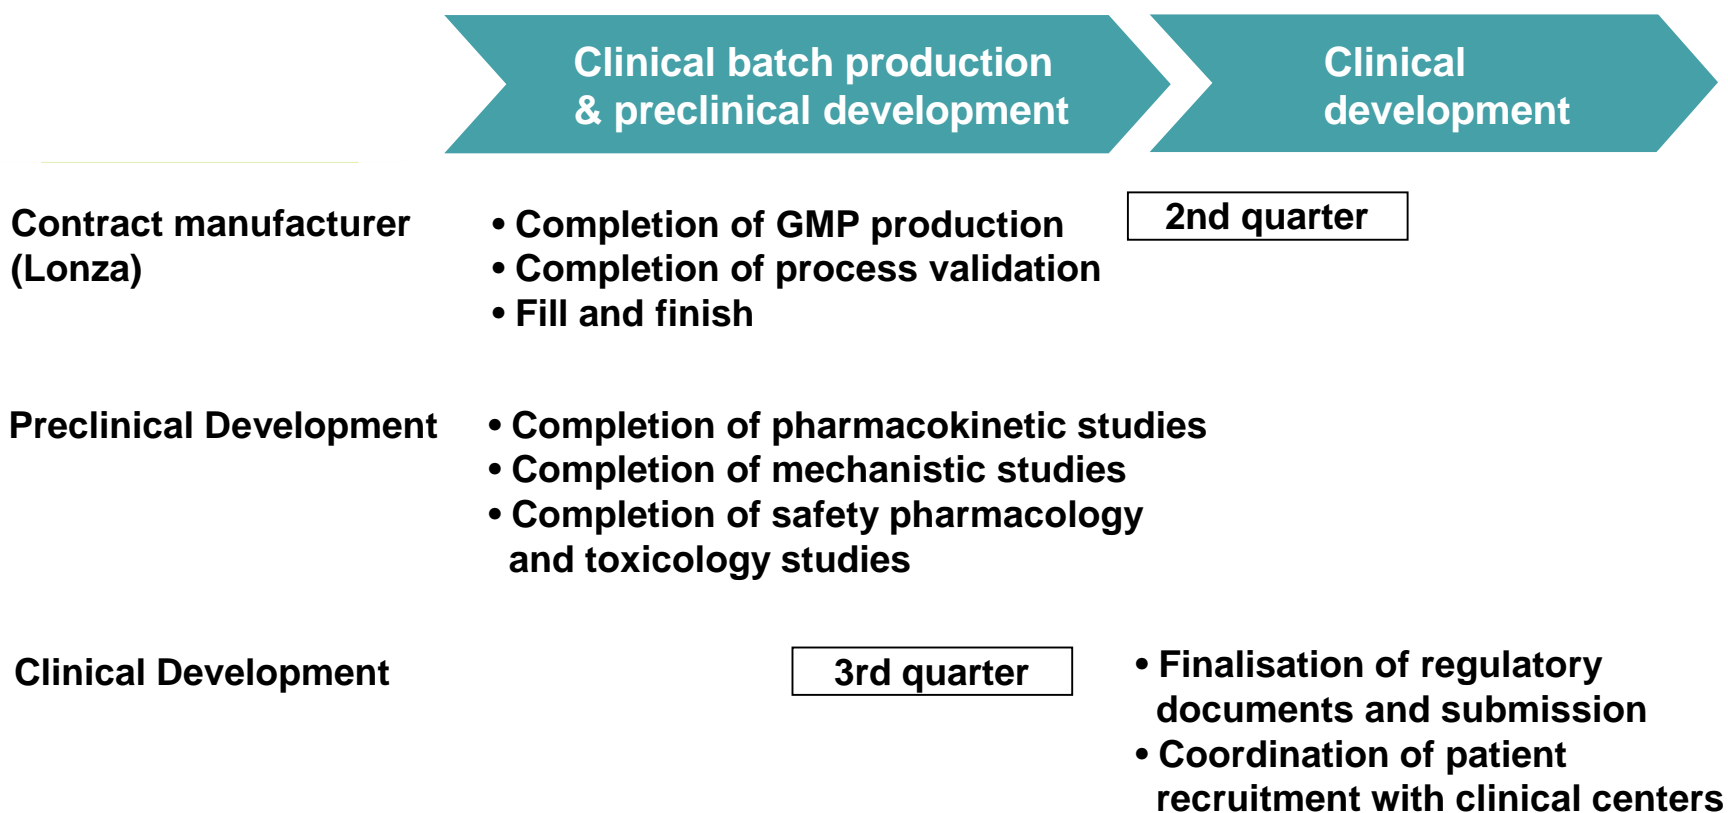 Clinical batch production
& preclinical development
Clinical
development
Contract manufacturer
(Lonza)
• Completion of GMP production
• Completion of process validation
• Fill and finish
2nd quarter
Preclinical Development
• Completion of pharmacokinetic studies
• Completion of mechanistic studies
• Completion of safety pharmacology
and toxicology studies
Clinical Development
3rd quarter
• Finalisation of regulatory
documents and submission
• Coordination of patient
recruitment with clinical centers